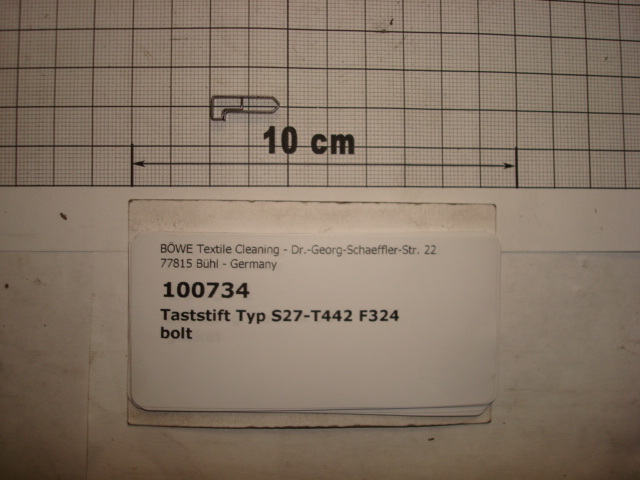 10 cm
BÖWE Textile Cleaning - Dr.-Georg-Schaeffler-Str. 22
77815 Bühl - Germany
100734
Taststift Typ S27-T442 F324
bolt